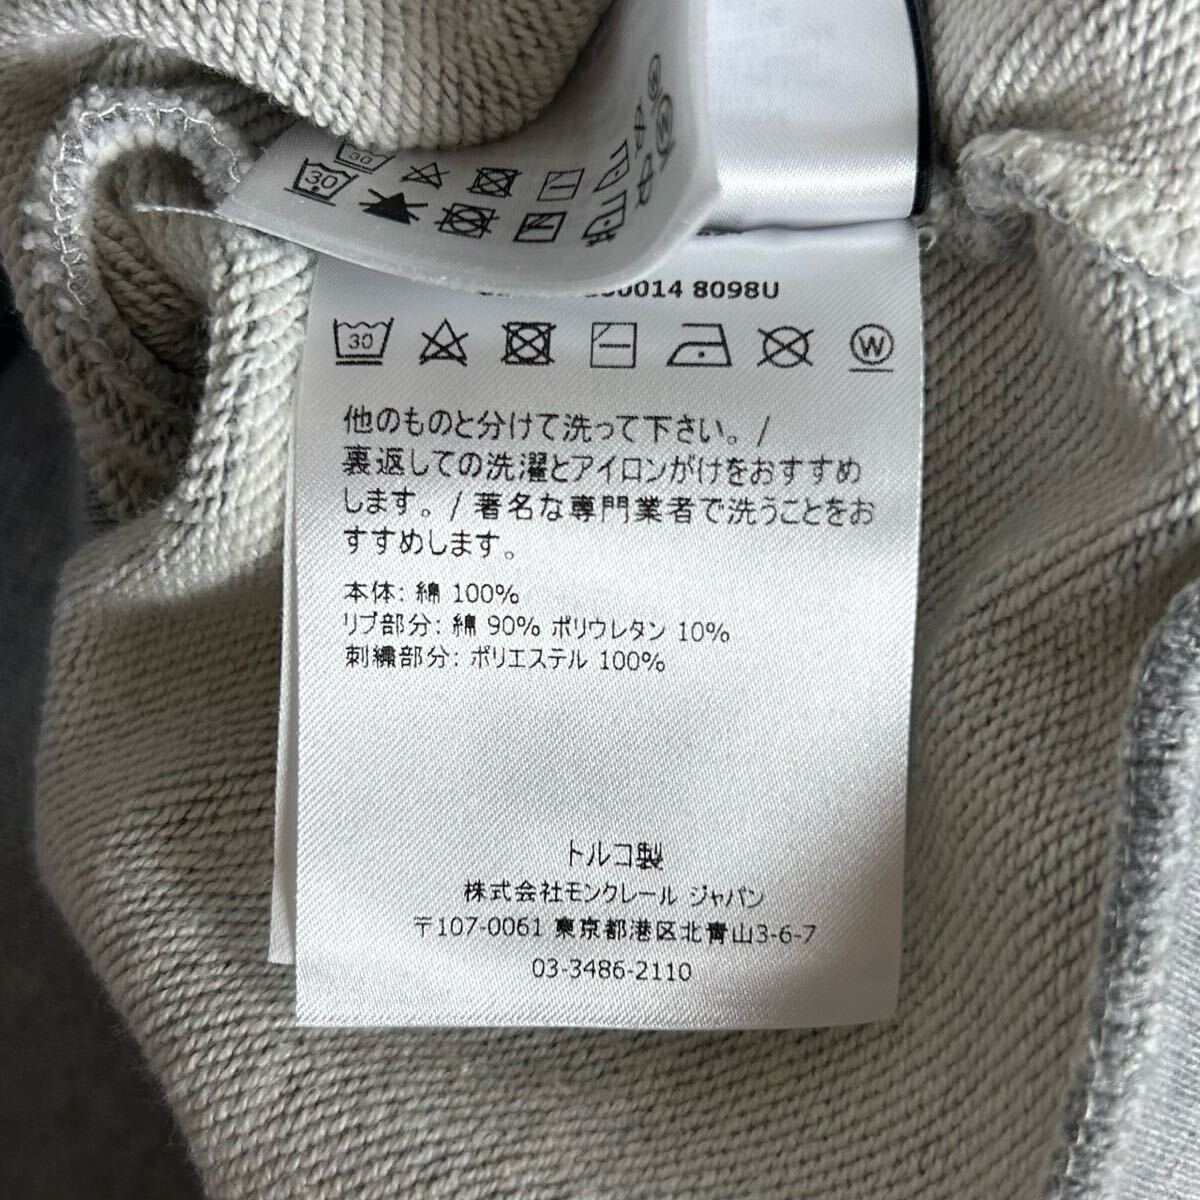 30
30
0014 8098U
30
W
他のものと分けて洗って下さい。/
裏返しての洗濯とアイロンがけをおすすめ
します。/ 著名な専門業者で洗うことをお
すすめします。
本体: 綿 100%
リブ部分: 綿 90% ポリウレタン 10%
刺繍部分: ポリエステル 100%
トルコ製
株式会社モンクレール ジャパン
〒107-0061 東京都港区北青山3-6-7
03-3486-2110